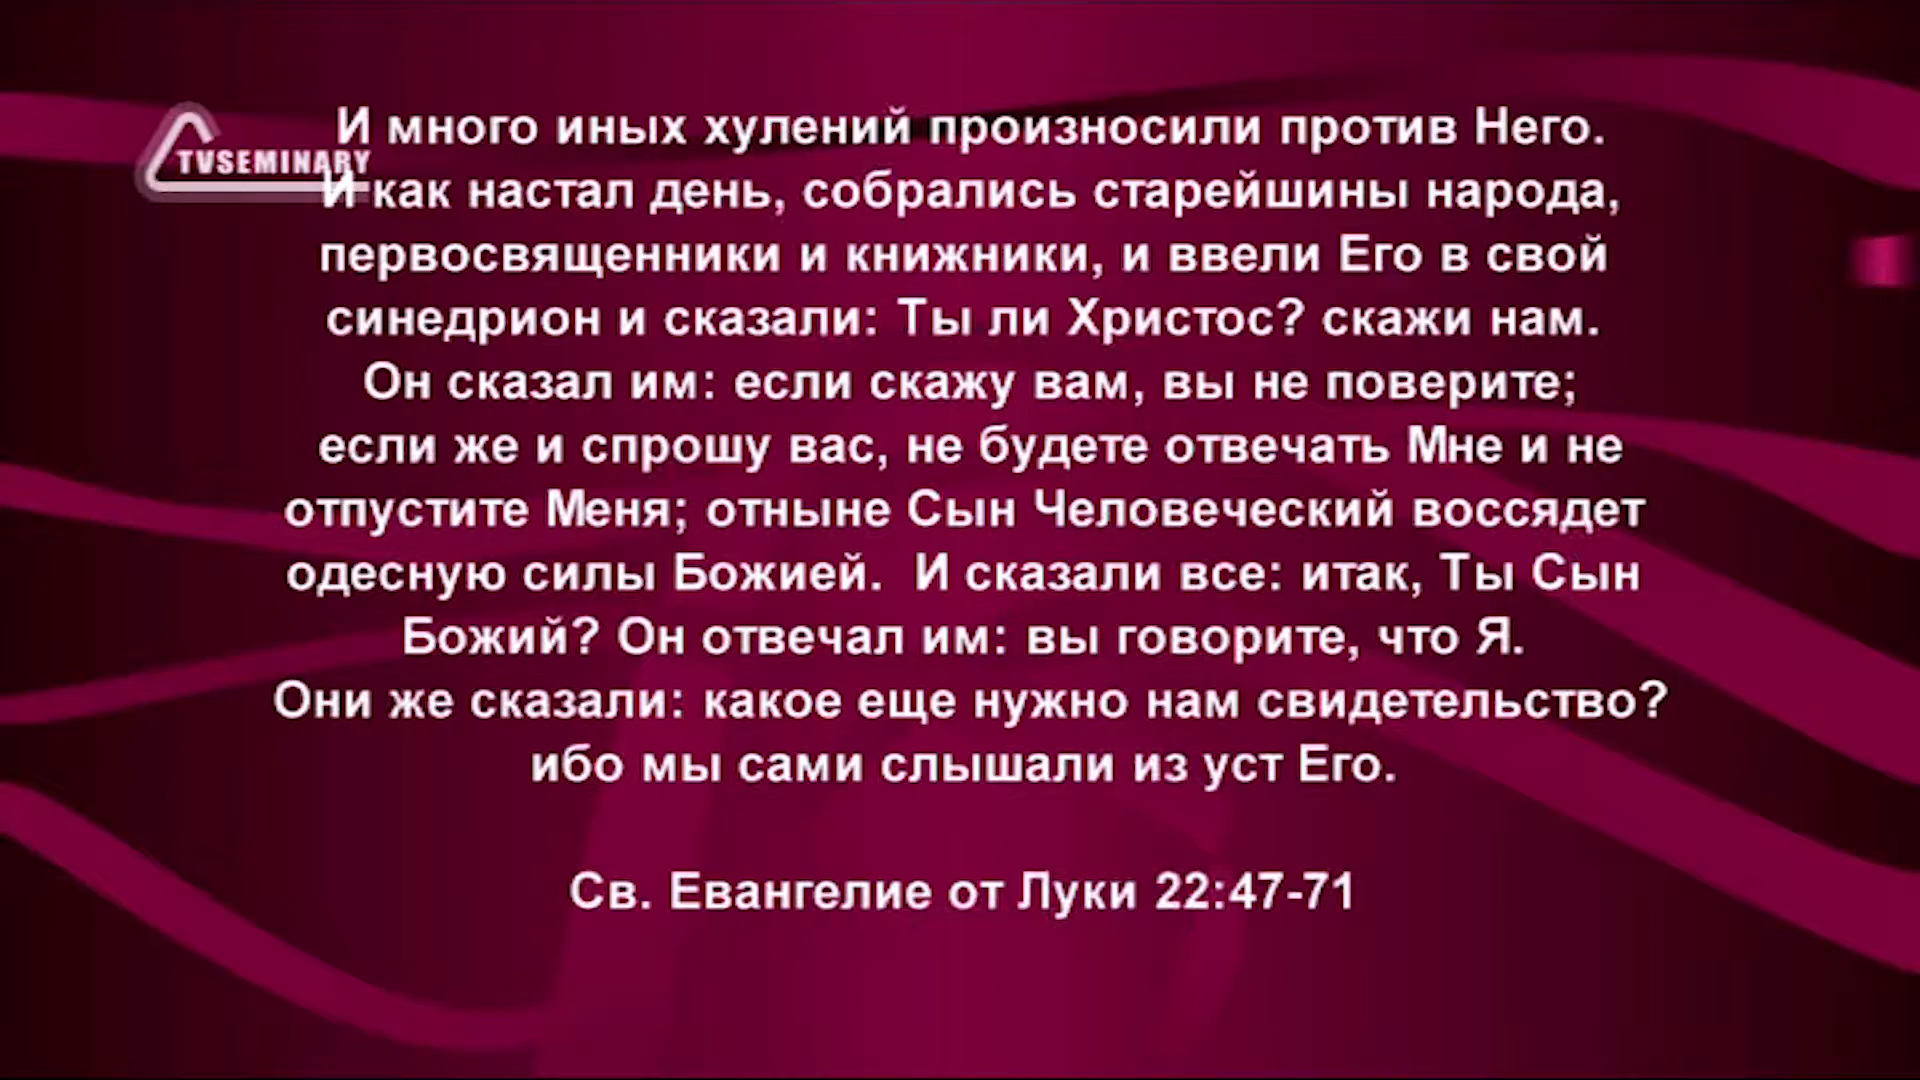 И много иных хулений произносили против Него.
TVSEMINARY
И как настал день, собрались старейшины народа,
первосвященники и книжники, и ввели Его в свой
синедрион и сказали: Ты ли Христос? скажи нам.
Он сказал им: если скажу вам, вы не поверите;
если же и спрошу вас, не будете отвечать Мне и не
отпустите Меня; отныне Сын Человеческий воссядет
одесную силы Божией.  И сказали все: итак, Ты Сын
Божий? Он отвечал им: вы говорите, что Я.
Они же сказали: какое еще нужно нам свидетельство?
ибо мы сами слышали из уст Его.
Св. Евангелие от Луки 22:47-71